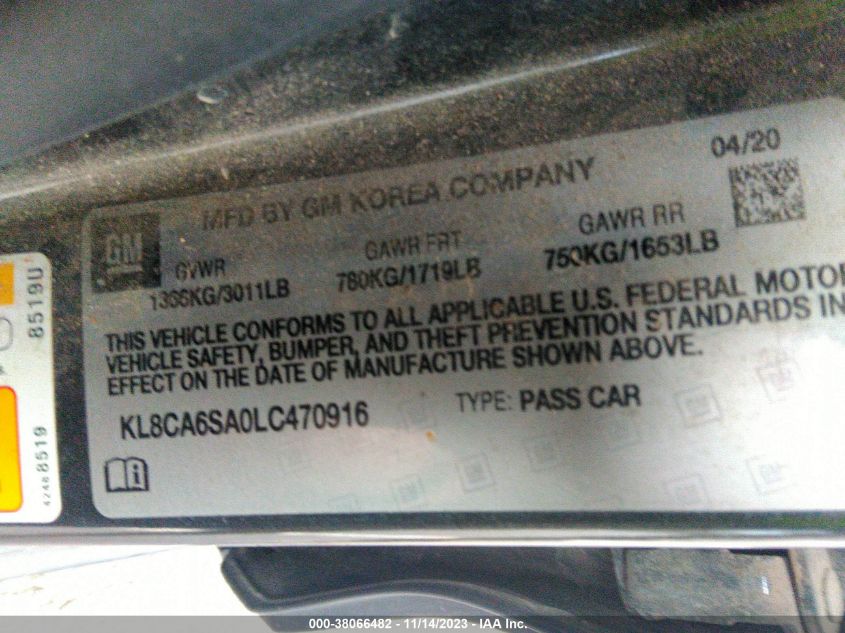 04/20
MFD BY GM KOREA COMPANY
GM
GVWR GAWR FRT GAWR RR
1366KG/3011LB 780KG/1719LB 750KG/1653LB
THIS VEHICLE CONFORMS TO ALL APPLICABLE U.S. FEDERAL MOTOR
VEHICLE SAFETY, BUMPER, AND THEFT PREVENTION STANDARDS IN
EFFECT ON THE DATE OF MANUFACTURE SHOWN ABOVE.
KL8CA6SA0LC470916 TYPE: PASS CAR
8519U
42488519
000-38066482 - 11/14/2023 - IAA Inc.